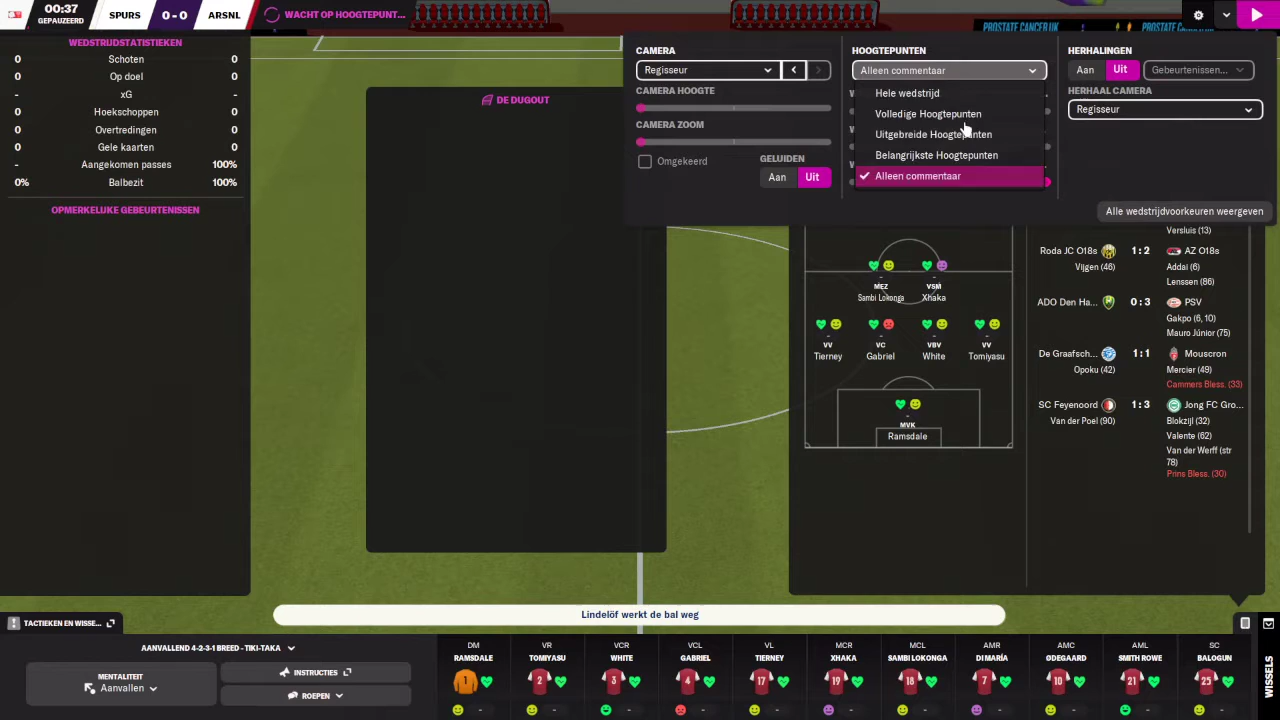 00:37
GEPAUZEERD
SPURS
0 - 0
ARSNL
WACHT OP HOOGTEPUNT...
PROSTATE CANCER UK
WEDSTRIJDSTATISTIEKEN
0 Schoten 0
0 Op doel 0
- xG -
0 Hoekschoppen 0
0 Overtredingen 0
0 Gele kaarten 0
- Aangekomen passes 100%
0% Balbezit 100%
OPMERKELIJKE GEBEURTENISSEN
DE DUGOUT
CAMERA
Regisseur
CAMERA HOOGTE
CAMERA ZOOM
Omgekeerd
GELUIDEN
Aan Uit
HOOGTEPUNTEN
Alleen commentaar
Hele wedstrijd
Volledige Hoogtepunten
Uitgebreide Hoogtepunten
Belangrijkste Hoogtepunten
Alleen commentaar
HERHALINGEN
Aan Uit Gebeurtenissen...
HERHAAL CAMERA
Regisseur
Alle wedstrijdvoorkeuren weergeven
MEZ VSM
Sambi Lokonga Xhaka
VV VC VBV VV
Tierney Gabriel White Tomiyasu
MVK
Ramsdale
Versluis (13)
Roda JC O18s 1:2 AZ O18s
Vijgen (46) Addai (6)
Lenssen (86)
ADO Den Ha... 0:3 PSV
Gakpo (6, 10)
Mauro Júnior (75)
De Graafsch... 1:1 Mouscron
Opoku (42) Mercier (49)
Cammers Bless. (33)
SC Feyenoord 1:3 Jong FC Gro...
Van der Poel (90) Blokzijl (32)
Valente (62)
Van der Werff (str
78)
Prins Bless. (30)
Lindelöf werkt de bal weg
TACTIEKEN EN WISSE...
AANVALLEND 4-2-3-1 BREED - TIKI-TAKA
MENTALITEIT
Aanvallen
INSTRUCTIES
ROEPEN
DM VR VCR VCL VL MCR MCL AMR AMC AML SC
RAMSDALE TOMIYASU WHITE GABRIEL TIERNEY XHAKA SAMBI LOKONGA DI MARÍA ØDEGAARD SMITH ROWE BALOGUN
1 2 3 4 17 19 18 7 10 21 25
- - - - - - - - - - -
WISSELS